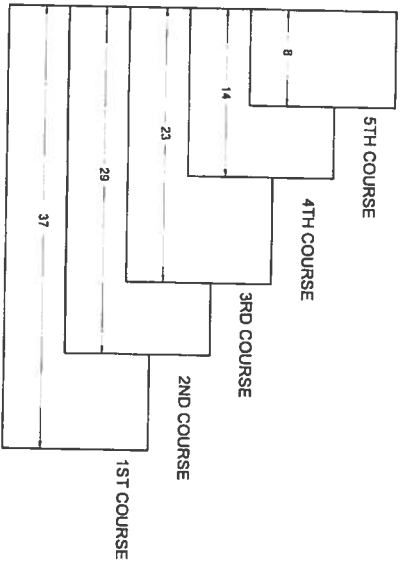 8
5TH COURSE
14
4TH COURSE
23
3RD COURSE
29
2ND COURSE
37
1ST COURSE